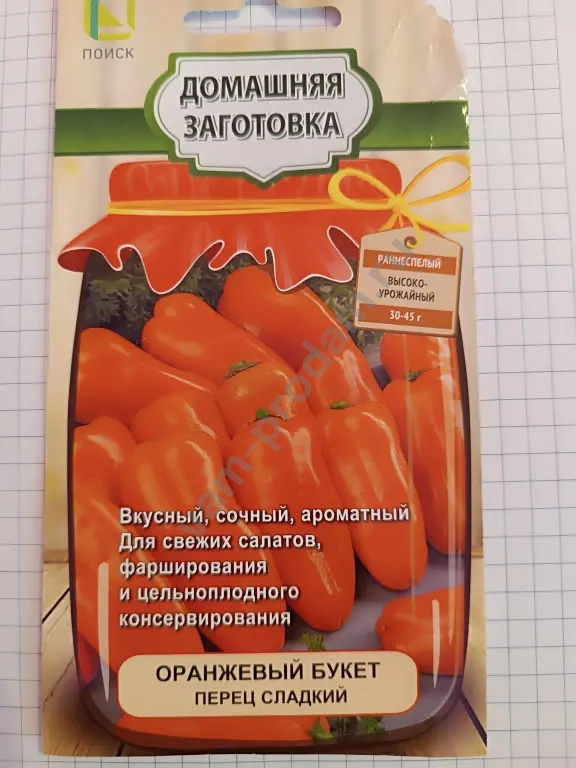 ПОИСК
ДОМАШНЯЯ
ЗАГОТОВКА
РАННЕСПЕЛЫЙ
ВЫСОКО-
УРОЖАЙНЫЙ
30-45 г
Вкусный, сочный, ароматный
Для свежих салатов,
фарширования
и цельноплодного
консервирования
ОРАНЖЕВЫЙ БУКЕТ
ПЕРЕЦ СЛАДКИЙ